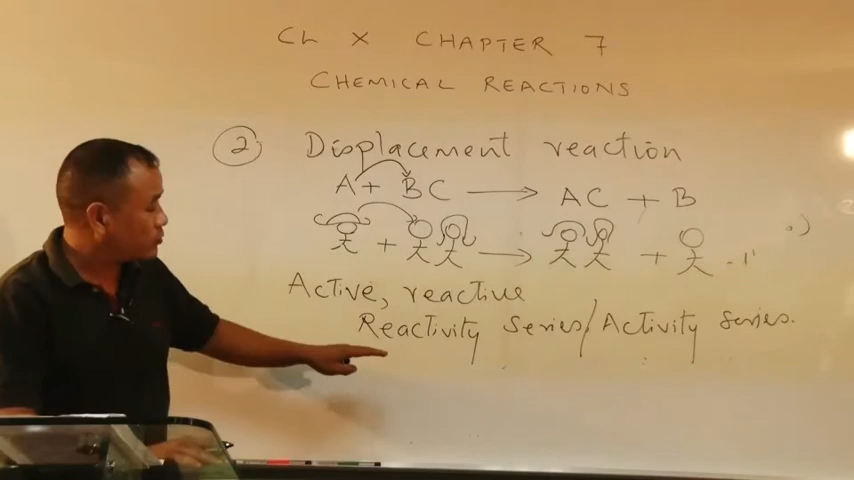 CL X CHAPTER 7
CHEMICAL REACTIONS
2 Displacement reaction
A + BC → AC + B
+ → +
Active, reactive
Reactivity Series/Activity Series.